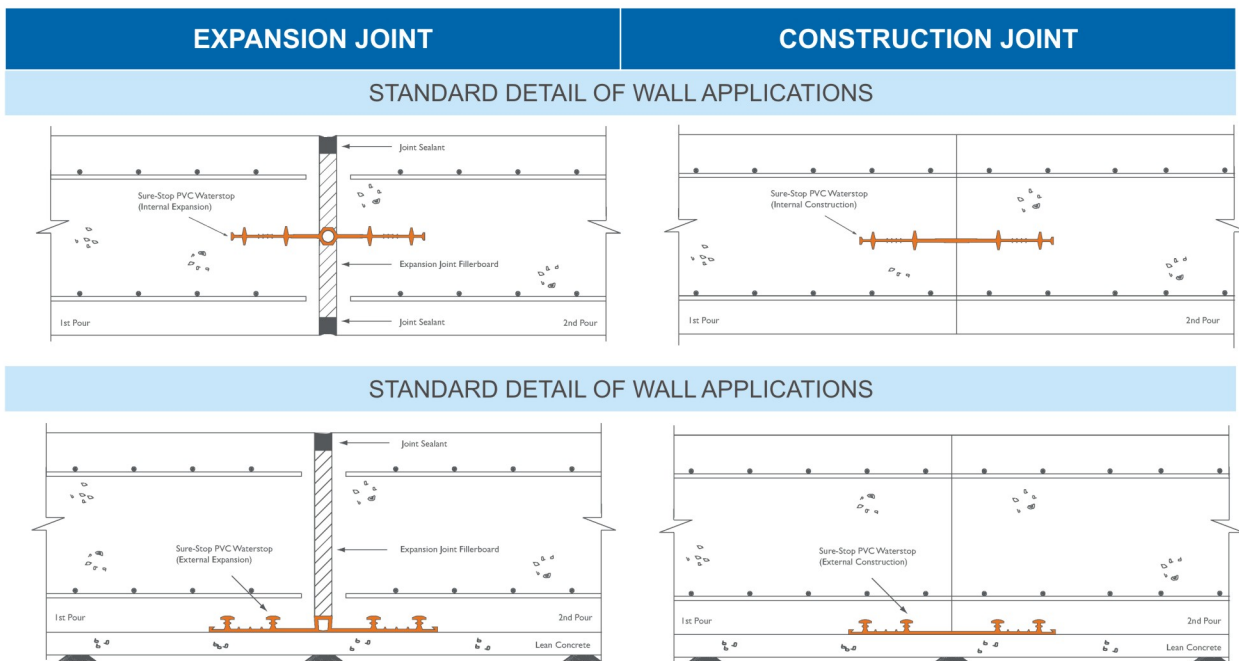 EXPANSION JOINT
CONSTRUCTION JOINT
STANDARD DETAIL OF WALL APPLICATIONS
Joint Sealant
Sure-Stop PVC Waterstop
(Internal Expansion)
Expansion Joint Fillerboard
1st Pour
Joint Sealant
2nd Pour
Sure-Stop PVC Waterstop
(Internal Construction)
1st Pour
2nd Pour
STANDARD DETAIL OF WALL APPLICATIONS
Joint Sealant
Sure-Stop PVC Waterstop
(External Expansion)
Expansion Joint Fillerboard
1st Pour
2nd Pour
Lean Concrete
Sure-Stop PVC Waterstop
(External Construction)
1st Pour
2nd Pour
Lean Concrete